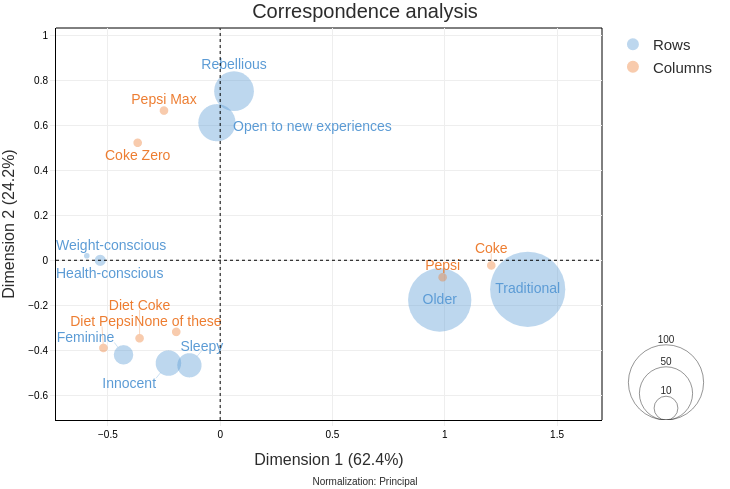 Correspondence analysis
Rows
Columns
1
0.8
0.6
0.4
0.2
0
−0.2
−0.4
−0.6
Dimension 2 (24.2%)
Rebellious
Pepsi Max
Open to new experiences
Coke Zero
Weight-conscious
Health-conscious
Coke
Pepsi
Older
Traditional
Diet Coke
Diet Pepsi
None of these
Feminine
Sleepy
Innocent
100
50
10
−0.5
0
0.5
1
1.5
Dimension 1 (62.4%)
Normalization: Principal